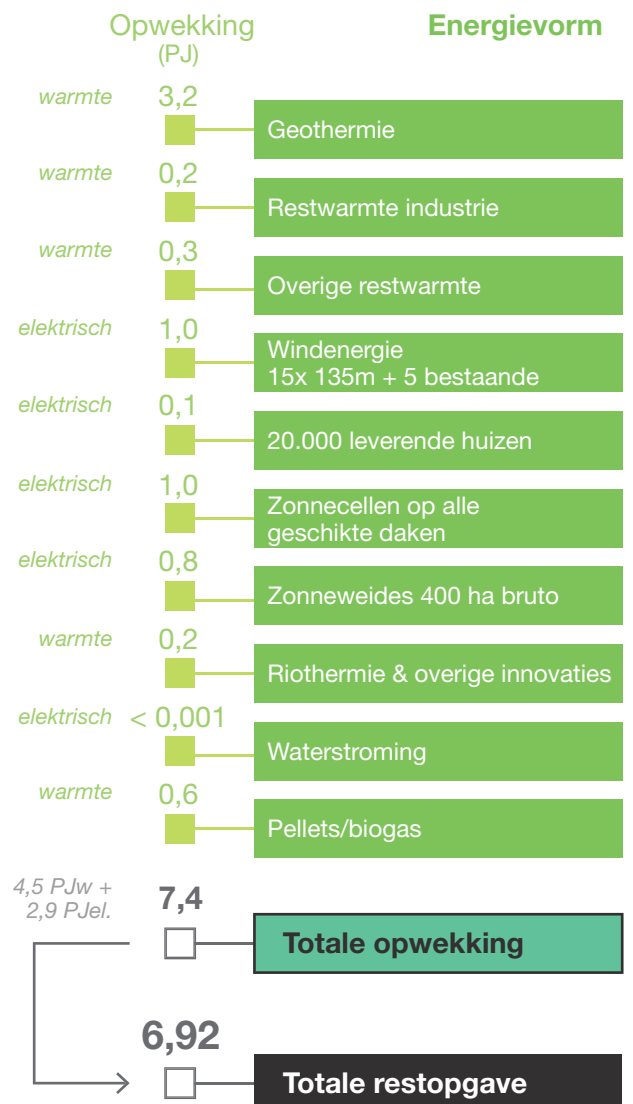 Opwekking
(PJ)
Energievorm
warmte
3,2
Geothermie
warmte
0,2
Restwarmte industrie
warmte
0,3
Overige restwarmte
elektrisch
1,0
Windenergie
15x 135m + 5 bestaande
elektrisch
0,1
20.000 leverende huizen
elektrisch
1,0
Zonnecellen op alle
geschikte daken
elektrisch
0,8
Zonneweides 400 ha bruto
warmte
0,2
Riothermie & overige innovaties
elektrisch
< 0,001
Waterstroming
warmte
0,6
Pellets/biogas
4,5 PJw +
2,9 PJel.
7,4
Totale opwekking
6,92
Totale restopgave